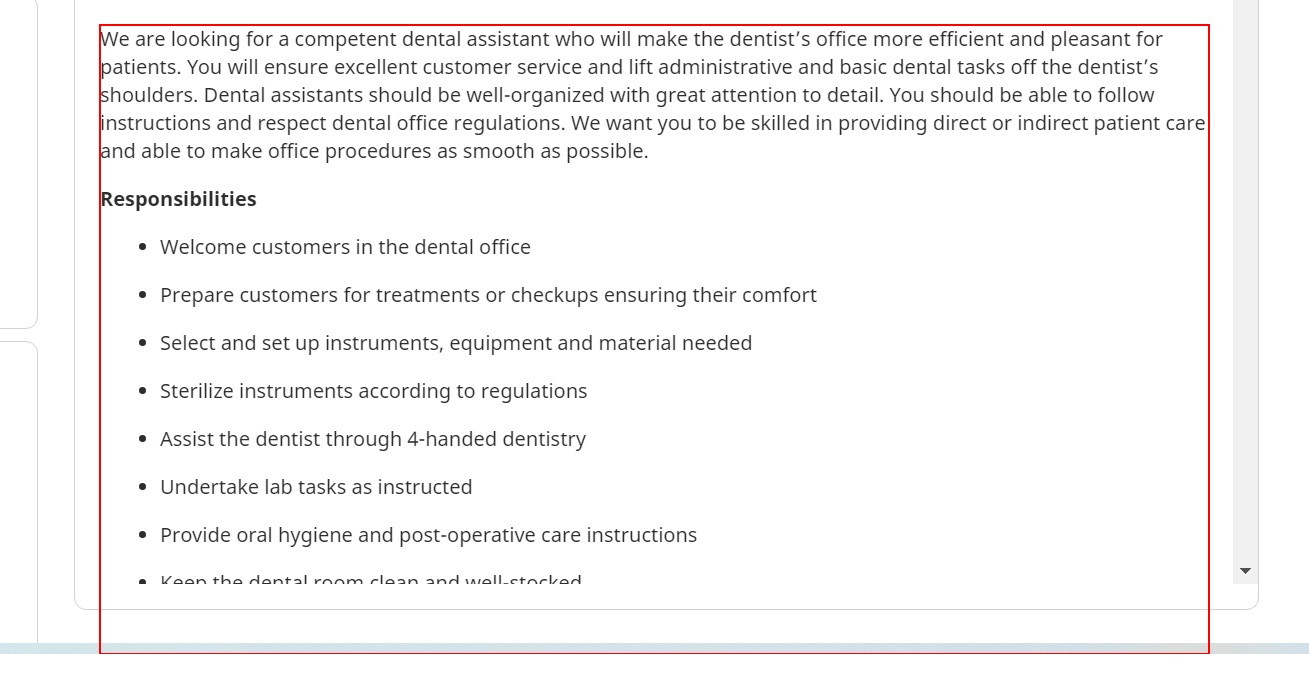 We are looking for a competent dental assistant who will make the dentist’s office more efficient and pleasant for
patients. You will ensure excellent customer service and lift administrative and basic dental tasks off the dentist’s
shoulders. Dental assistants should be well-organized with great attention to detail. You should be able to follow
instructions and respect dental office regulations. We want you to be skilled in providing direct or indirect patient care
and able to make office procedures as smooth as possible.
Responsibilities
• Welcome customers in the dental office
• Prepare customers for treatments or checkups ensuring their comfort
• Select and set up instruments, equipment and material needed
• Sterilize instruments according to regulations
• Assist the dentist through 4-handed dentistry
• Undertake lab tasks as instructed
• Provide oral hygiene and post-operative care instructions
• Keep the dental room clean and well-stocked